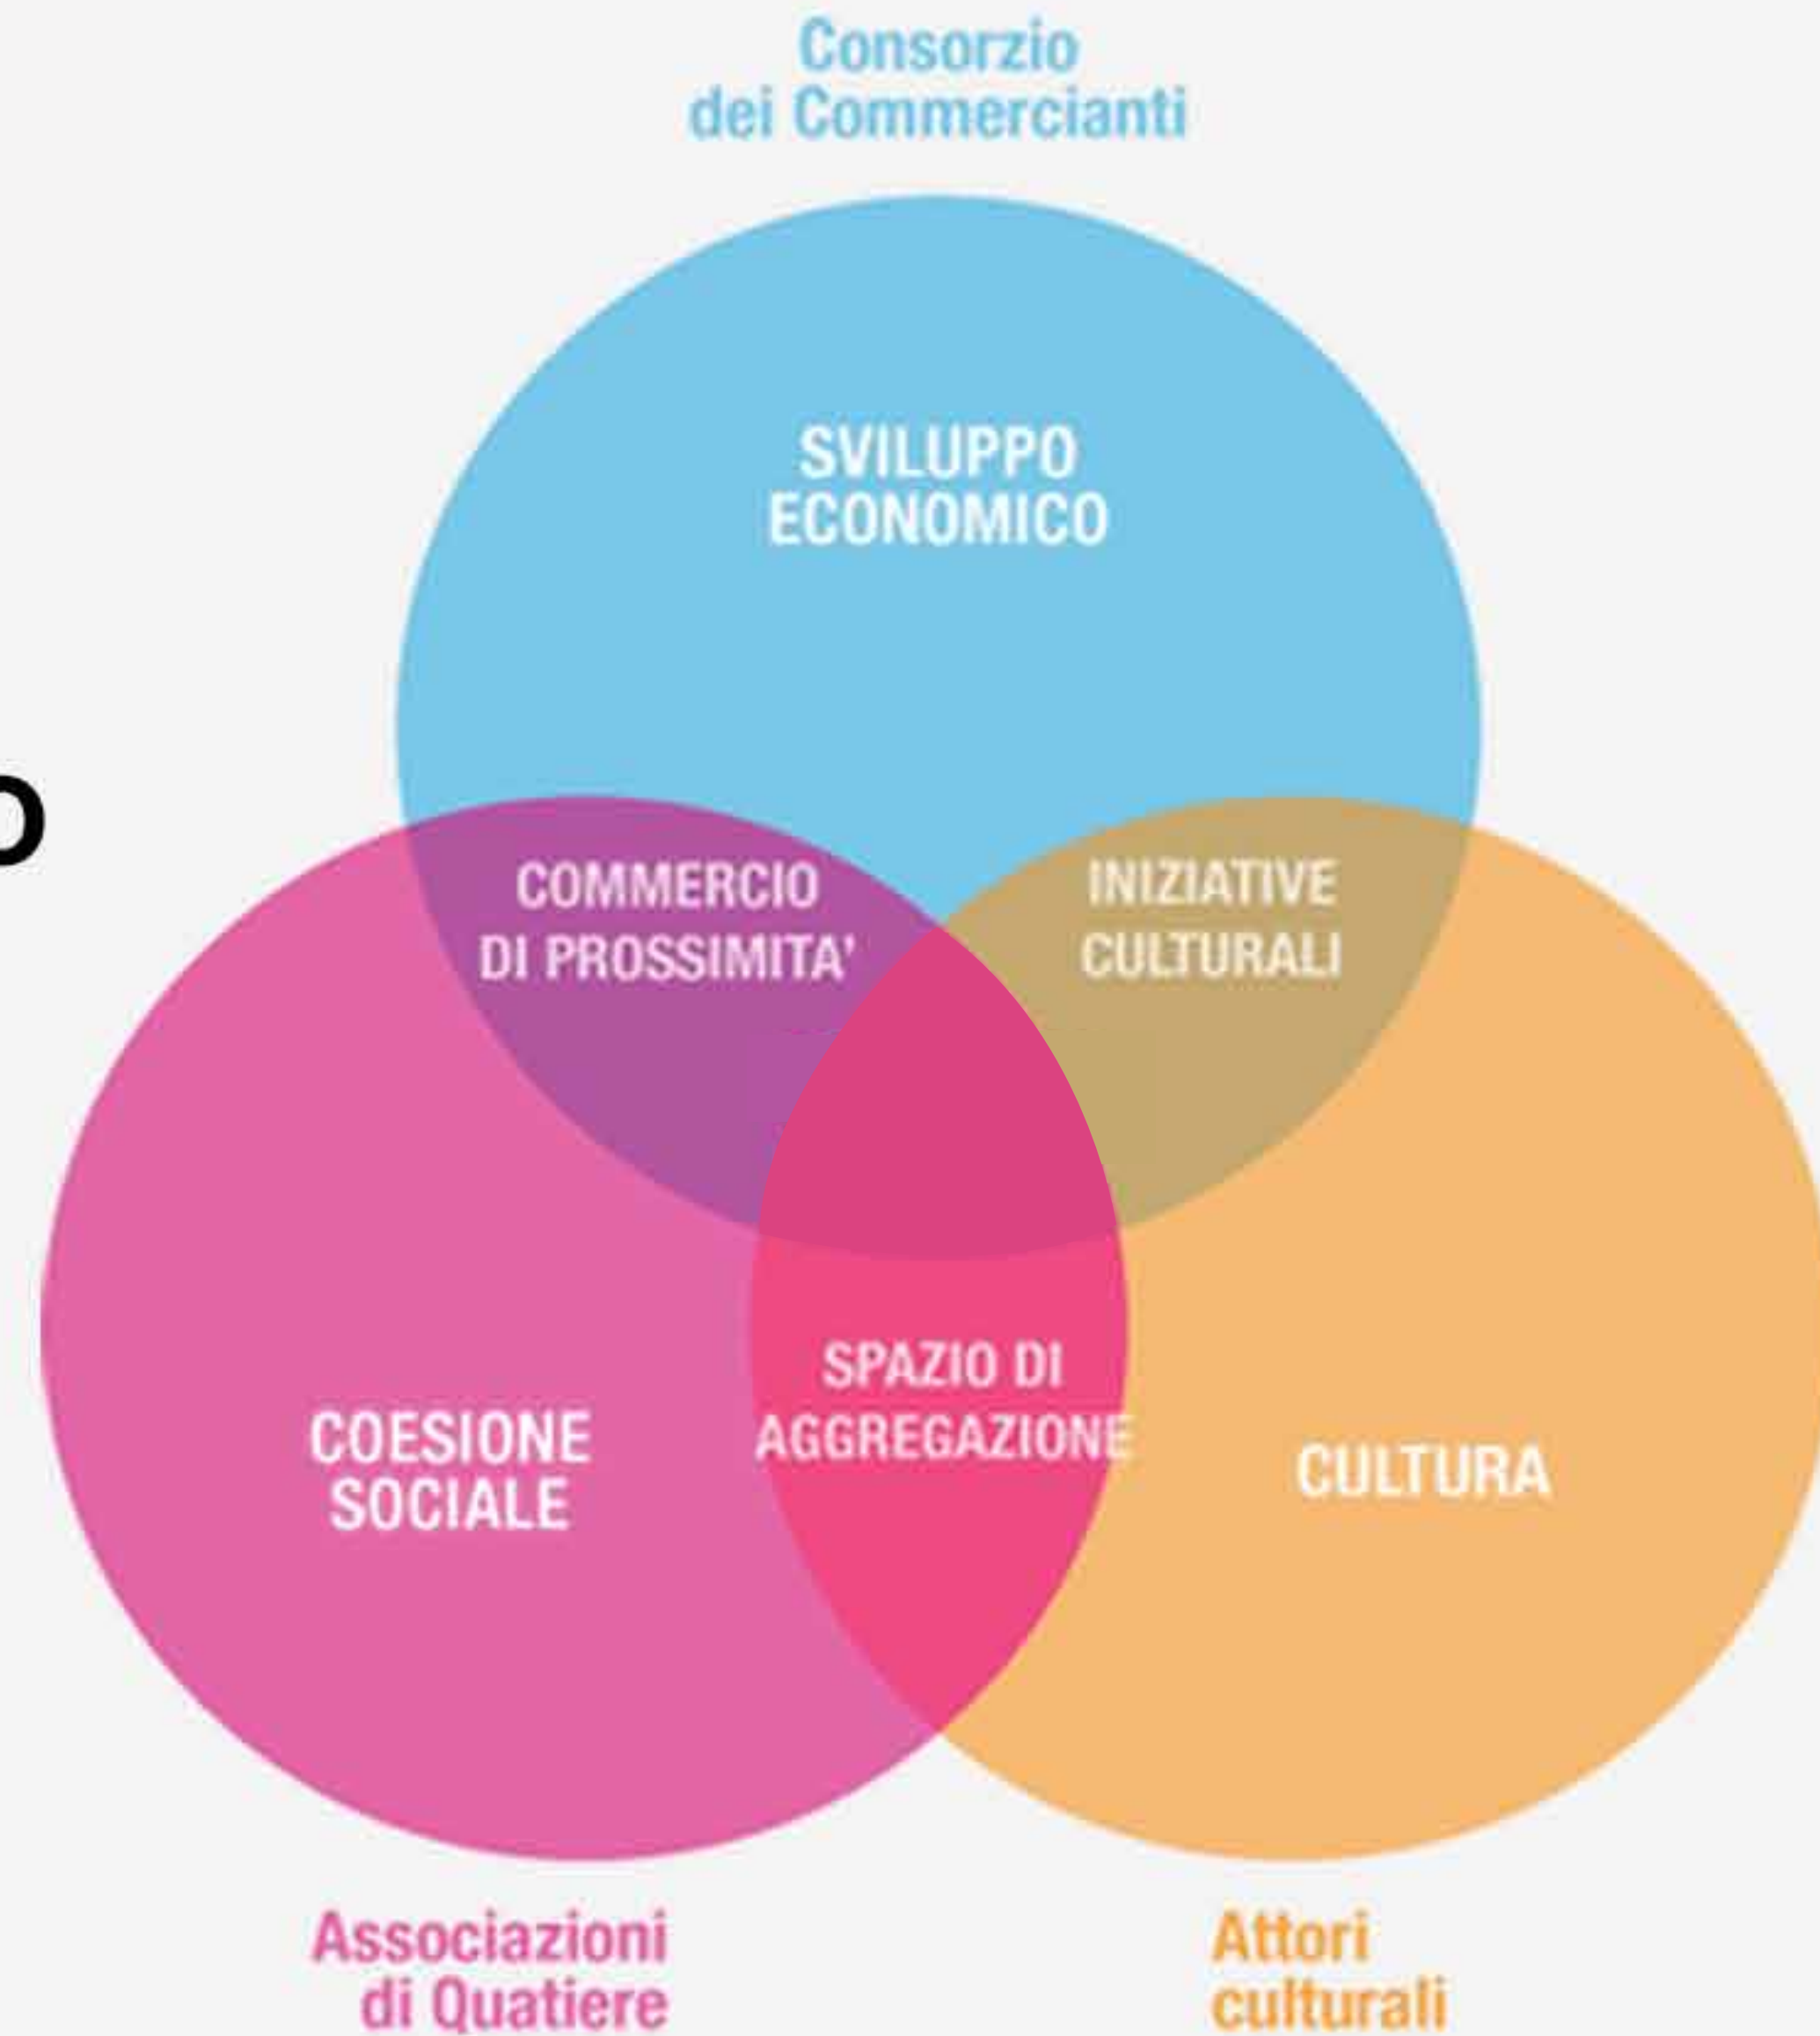 Consorzio
dei Commercianti
SVILUPPO
ECONOMICO
O
COMMERCIO
DI PROSSIMITA'
INIZIATIVE
CULTURALI
SPAZIO DI
AGGREGAZIONE
COESIONE
SOCIALE
CULTURA
Associazioni
di Quatiere
Attori
culturali